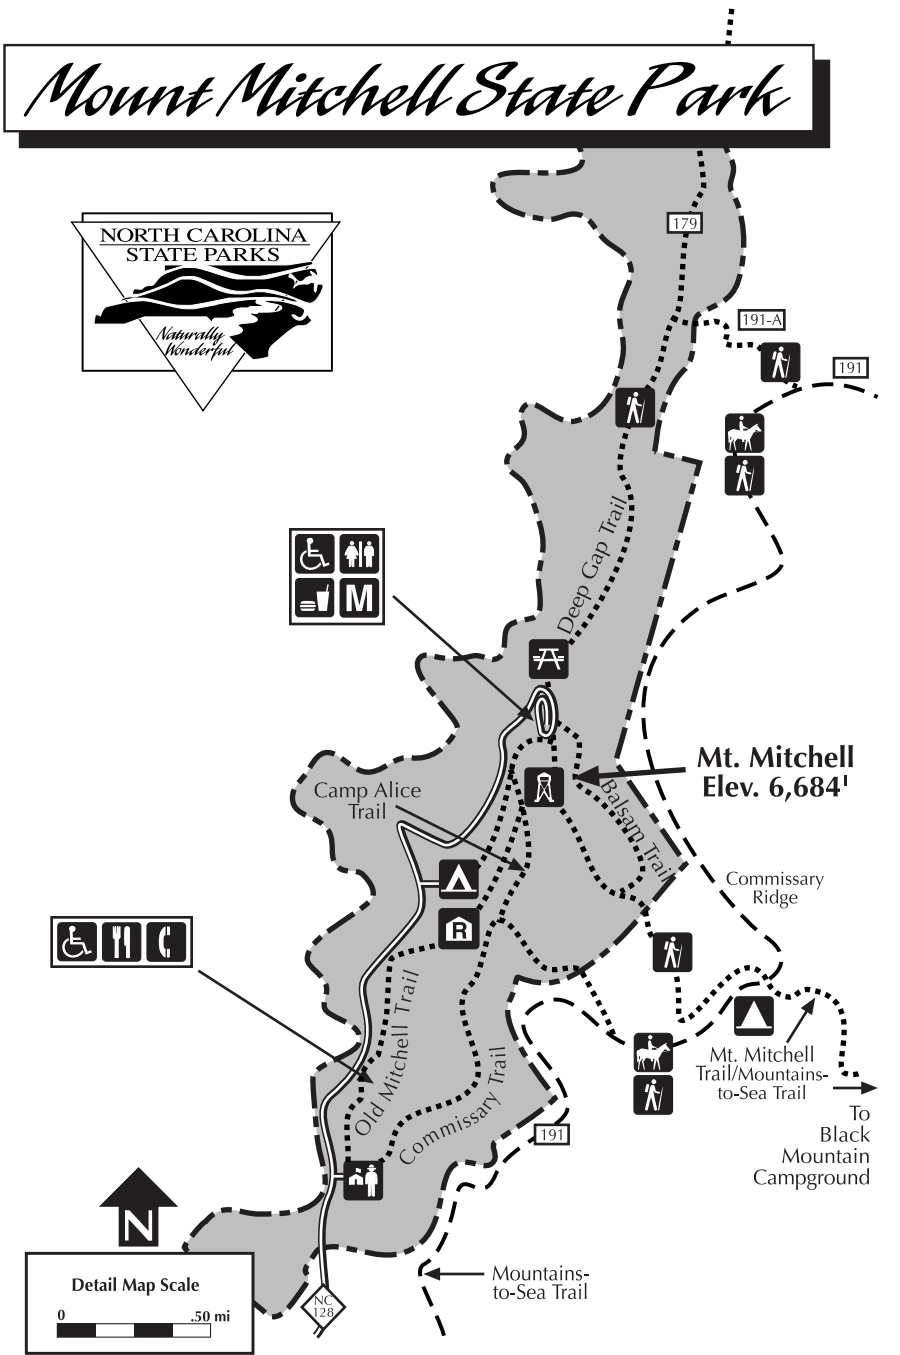 Mount Mitchell State Park
NORTH CAROLINA
STATE PARKS
Naturally
Wonderful
179
191-A
191
Deep Gap Trail
M
Mt. Mitchell
Elev. 6,684'
Camp Alice
Trail
Balsam Trail
Commissary
Ridge
R
Old Mitchell Trail
Commissary Trail
Mt. Mitchell
Trail/Mountains-
to-Sea Trail
To
Black
Mountain
Campground
191
N
Detail Map Scale
0 .50 mi
Mountains-
to-Sea Trail
NC
128